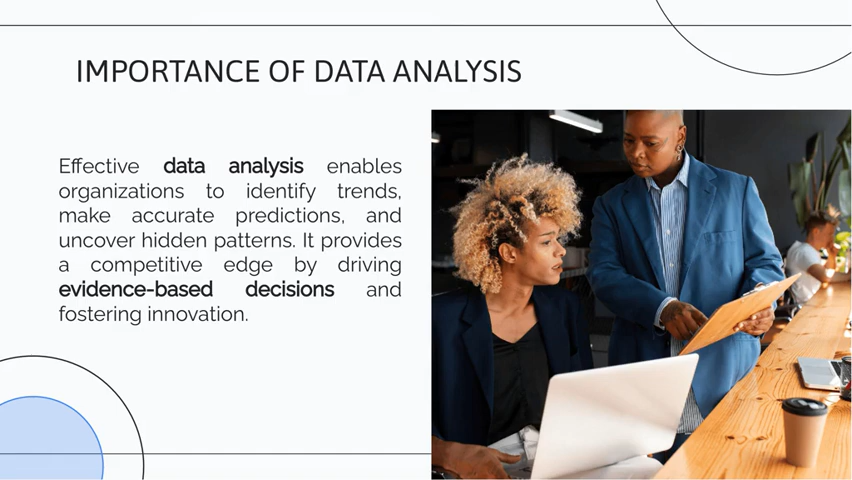 IMPORTANCE OF DATA ANALYSIS
Effective data analysis enables
organizations to identify trends,
make accurate predictions, and
uncover hidden patterns. It provides
a competitive edge by driving
evidence-based decisions and
fostering innovation.